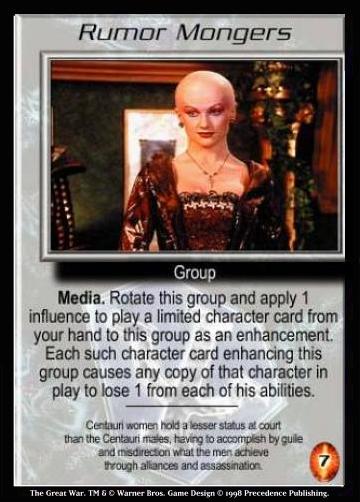 Rumor Mongers
Group
Media. Rotate this group and apply 1
influence to play a limited character card from
your hand to this group as an enhancement.
Each such character card enhancing this
group causes any copy of that character in
play to lose 1 from each of his abilities.
Centauri women hold a lesser status at court
than the Centauri males, having to accomplish by guile
and misdirection what the men achieve
through alliances and assassination.
7
The Great War. TM & © Warner Bros. Game Design © 1998 Precedence Publishing.